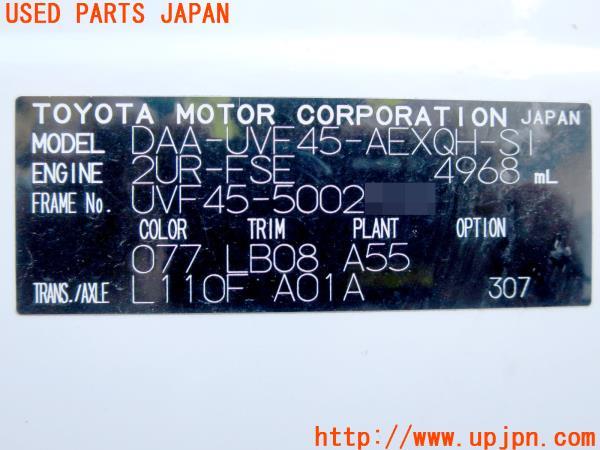 USED PARTS JAPAN
TOYOTA MOTOR CORPORATION JAPAN
MODEL DAA-UVF45-AEXQH-SI
ENGINE 2UR-FSE 4968 mL
FRAME No. UVF45-5002
COLOR TRIM PLANT OPTION
077 LB08 A55
TRANS./AXLE L110F A01A 307
http://www.upjpn.com